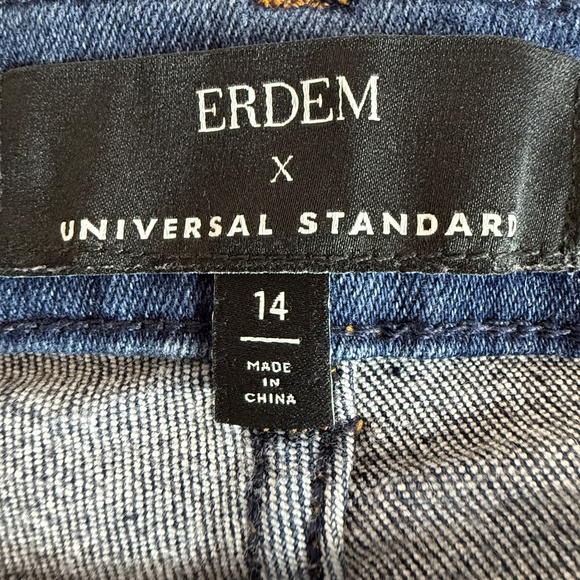 ERDEM
X
UNIVERSAL STANDARD
14
MADE
IN
CHINA